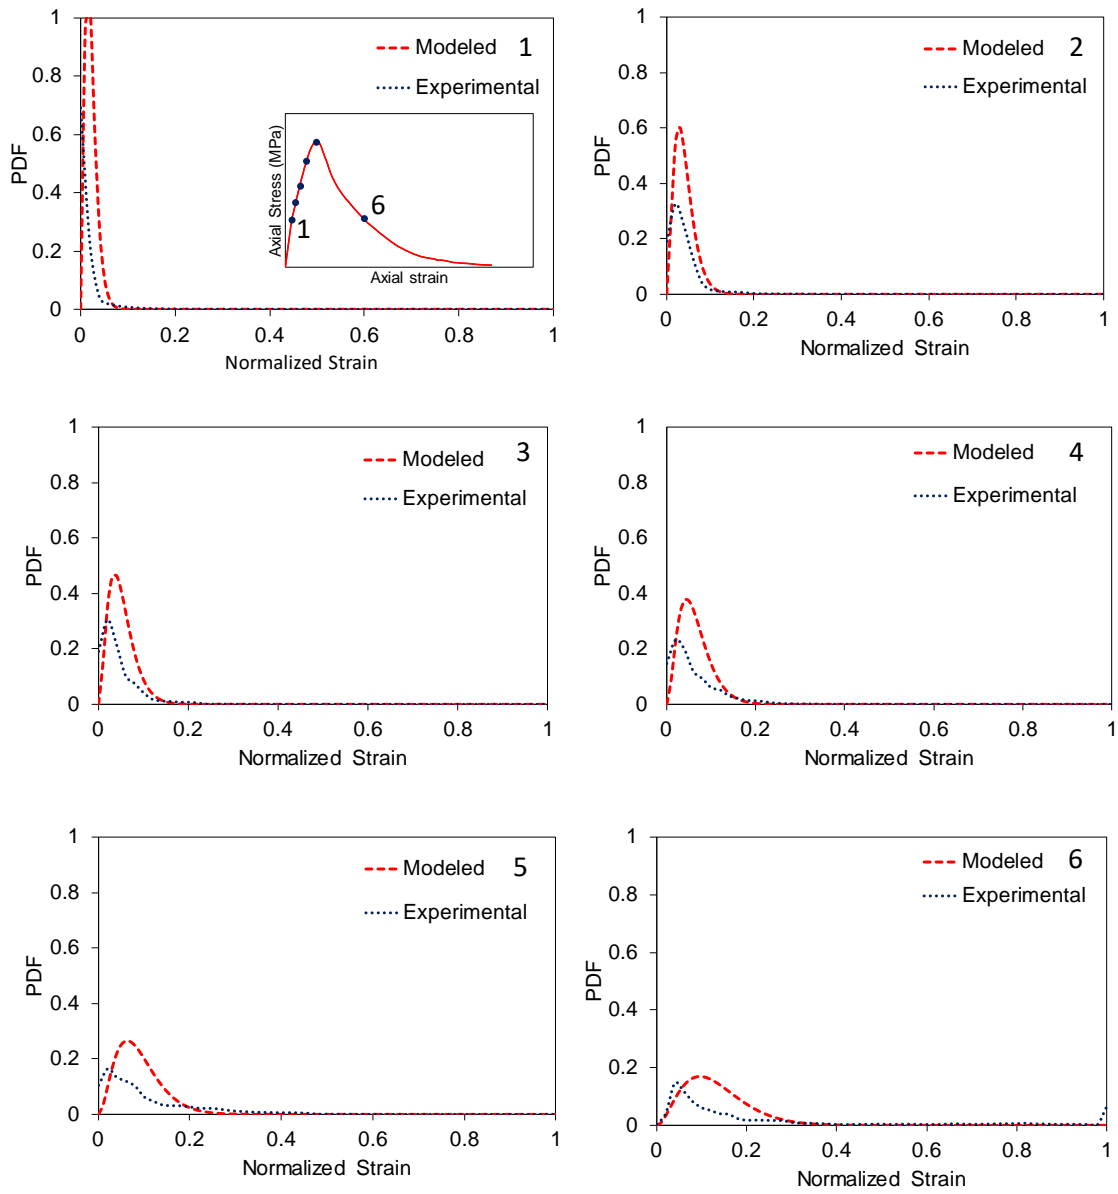 Modeled 1
Experimental
PDF
1
0.8
0.6
0.4
0.2
0
0 0.2 0.4 0.6 0.8 1
Normalized Strain
Axial Stress (MPa)
1
6
Axial strain
Modeled 2
Experimental
PDF
1
0.8
0.6
0.4
0.2
0
0 0.2 0.4 0.6 0.8 1
Normalized Strain
Modeled 3
Experimental
PDF
1
0.8
0.6
0.4
0.2
0
0 0.2 0.4 0.6 0.8 1
Normalized Strain
Modeled 4
Experimental
PDF
1
0.8
0.6
0.4
0.2
0
0 0.2 0.4 0.6 0.8 1
Normalized Strain
Modeled 5
Experimental
PDF
1
0.8
0.6
0.4
0.2
0
0 0.2 0.4 0.6 0.8 1
Normalized Strain
Modeled 6
Experimental
PDF
1
0.8
0.6
0.4
0.2
0
0 0.2 0.4 0.6 0.8 1
Normalized Strain